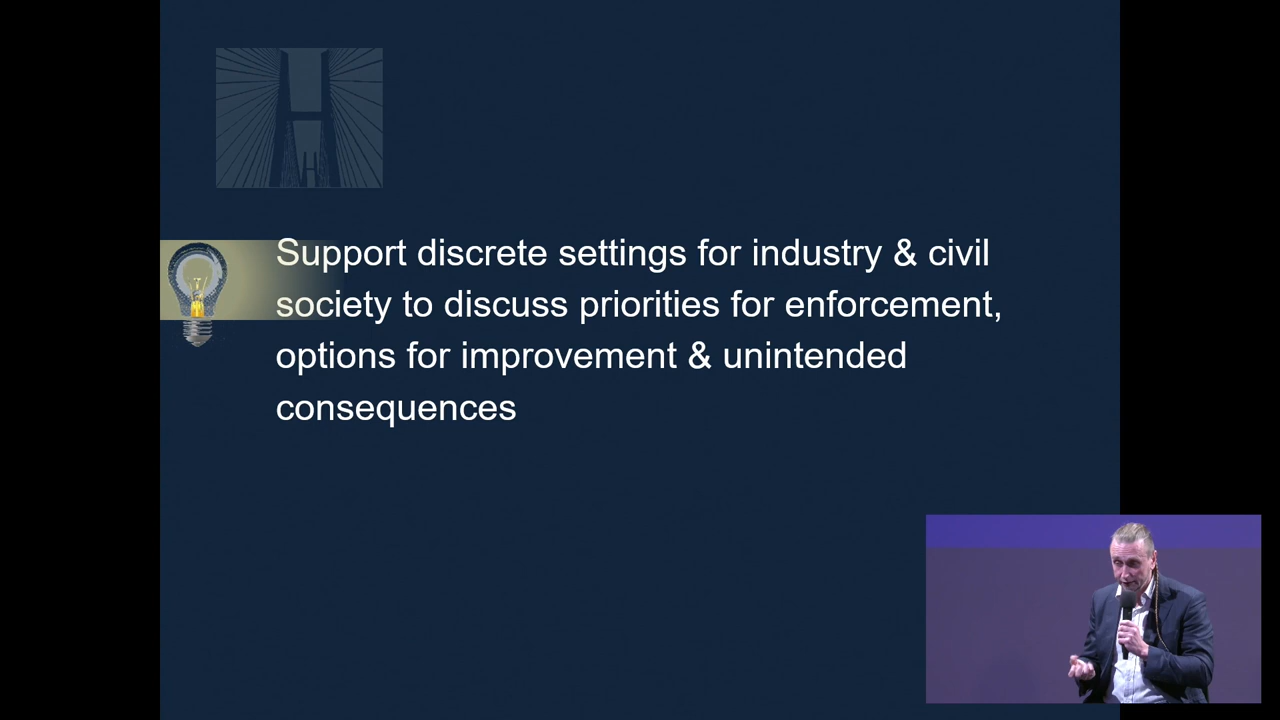 Support discrete settings for industry & civil
society to discuss priorities for enforcement,
options for improvement & unintended
consequences